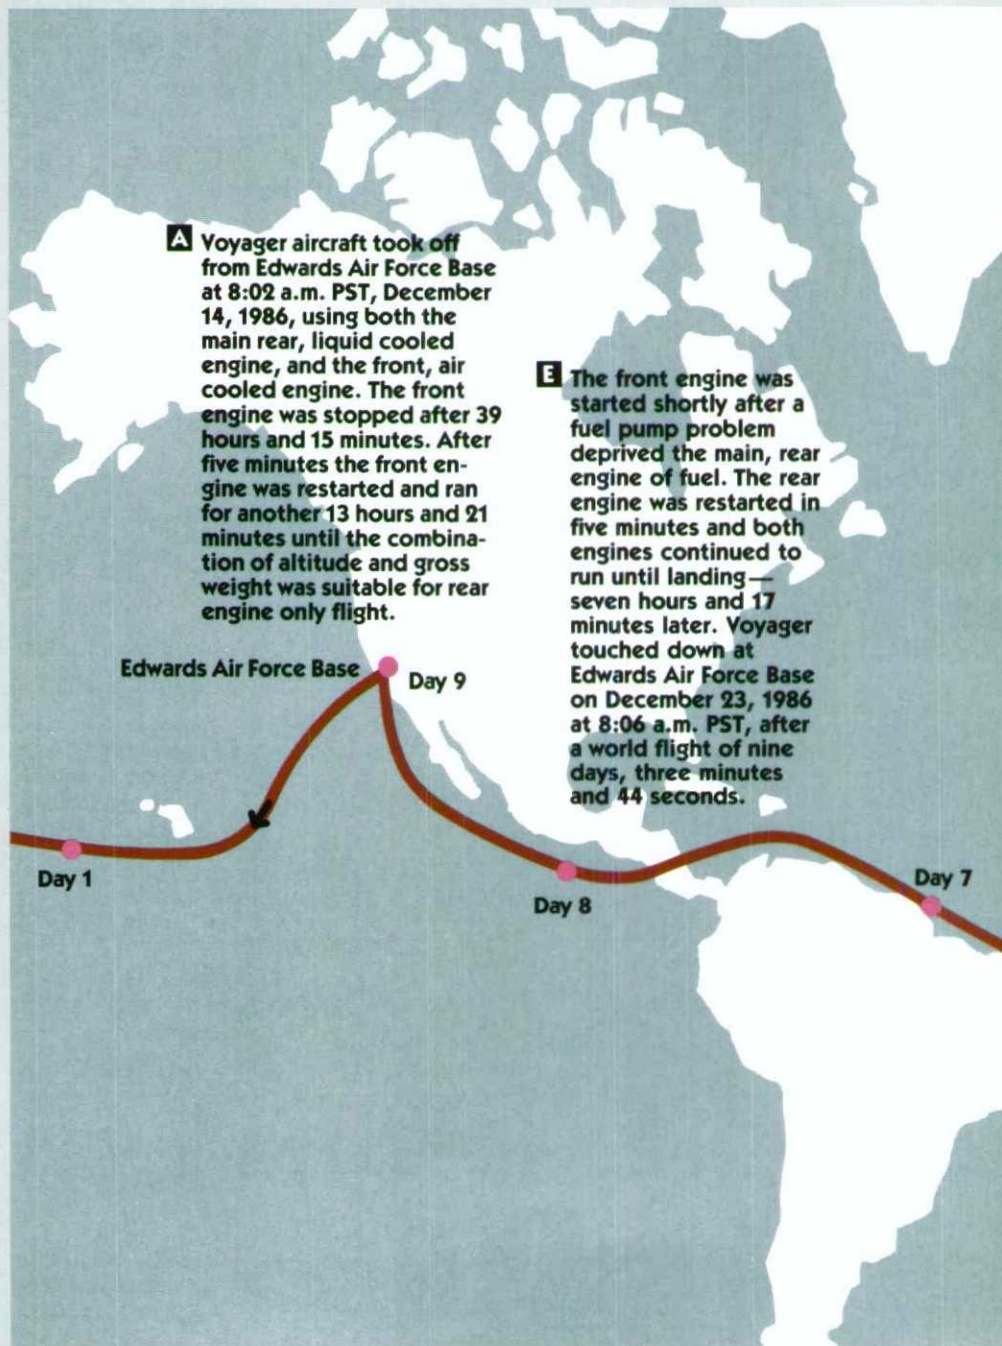 A Voyager aircraft took off
from Edwards Air Force Base
at 8:02 a.m. PST, December
14, 1986, using both the
main rear, liquid cooled
engine, and the front, air
cooled engine. The front
engine was stopped after 39
hours and 15 minutes. After
five minutes the front en-
gine was restarted and ran
for another 13 hours and 21
minutes until the combina-
tion of altitude and gross
weight was suitable for rear
engine only flight.
E The front engine was
started shortly after a
fuel pump problem
deprived the main, rear
engine of fuel. The rear
engine was restarted in
five minutes and both
engines continued to
run until landing—
seven hours and 17
minutes later. Voyager
touched down at
Edwards Air Force Base
on December 23, 1986
at 8:06 a.m. PST, after
a world flight of nine
days, three minutes
and 44 seconds.
Edwards Air Force Base
Day 9
Day 1
Day 8
Day 7